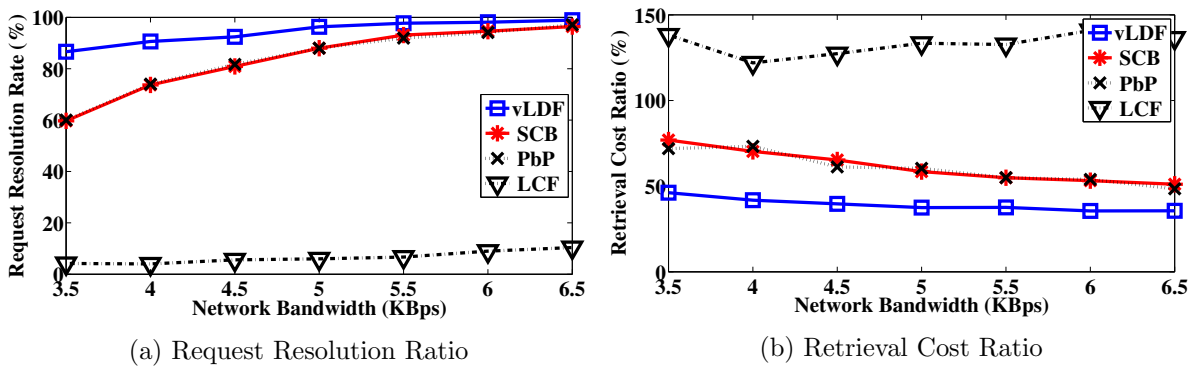 Request Resolution Rate (%)
100
80
60
40
20
0
vLDF
SCB
PbP
LCF
3.5 4 4.5 5 5.5 6 6.5
Network Bandwidth (KBps)
(a) Request Resolution Ratio
Retrieval Cost Ratio (%)
150
100
50
0
vLDF
SCB
PbP
LCF
3.5 4 4.5 5 5.5 6 6.5
Network Bandwidth (KBps)
(b) Retrieval Cost Ratio